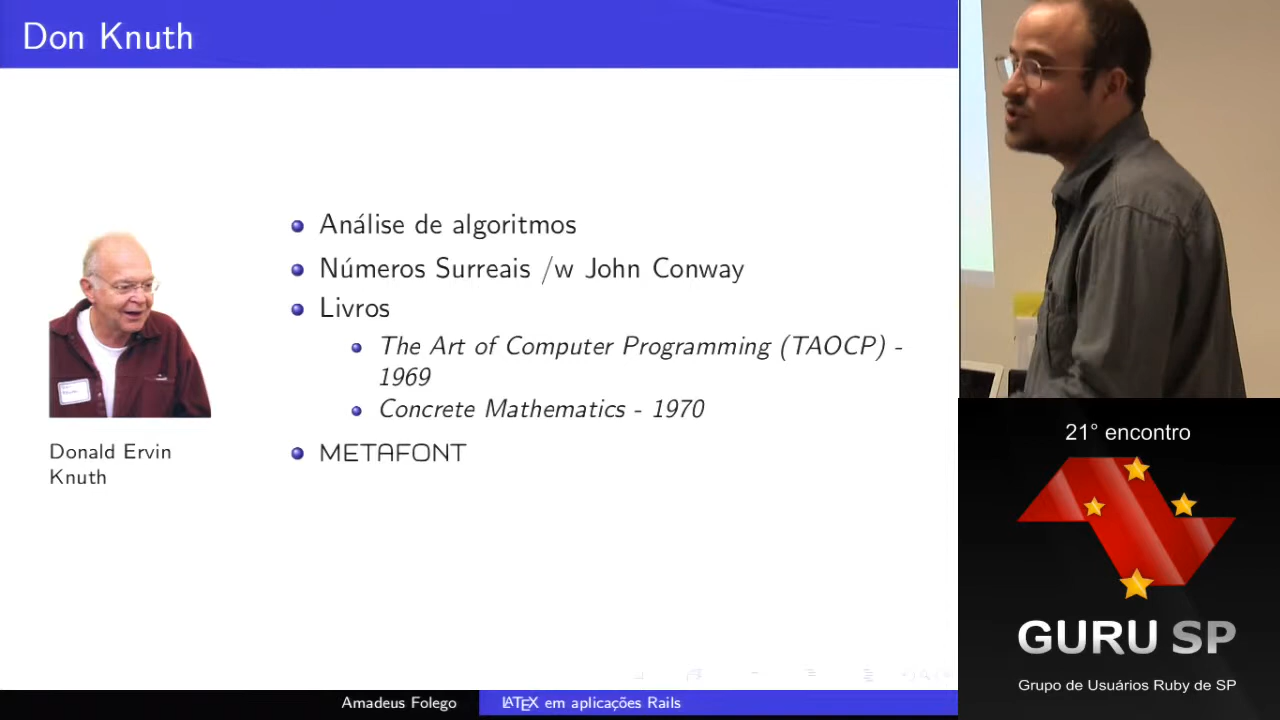 Don Knuth
Análise de algoritmos
Números Surreais /w John Conway
Livros
The Art of Computer Programming (TAOCP) -
1969
Concrete Mathematics - 1970
METAFONT
Donald Ervin
Knuth
Amadeus Folego
LATEX em aplicações Rails
21° encontro
GURU SP
Grupo de Usuários Ruby de SP